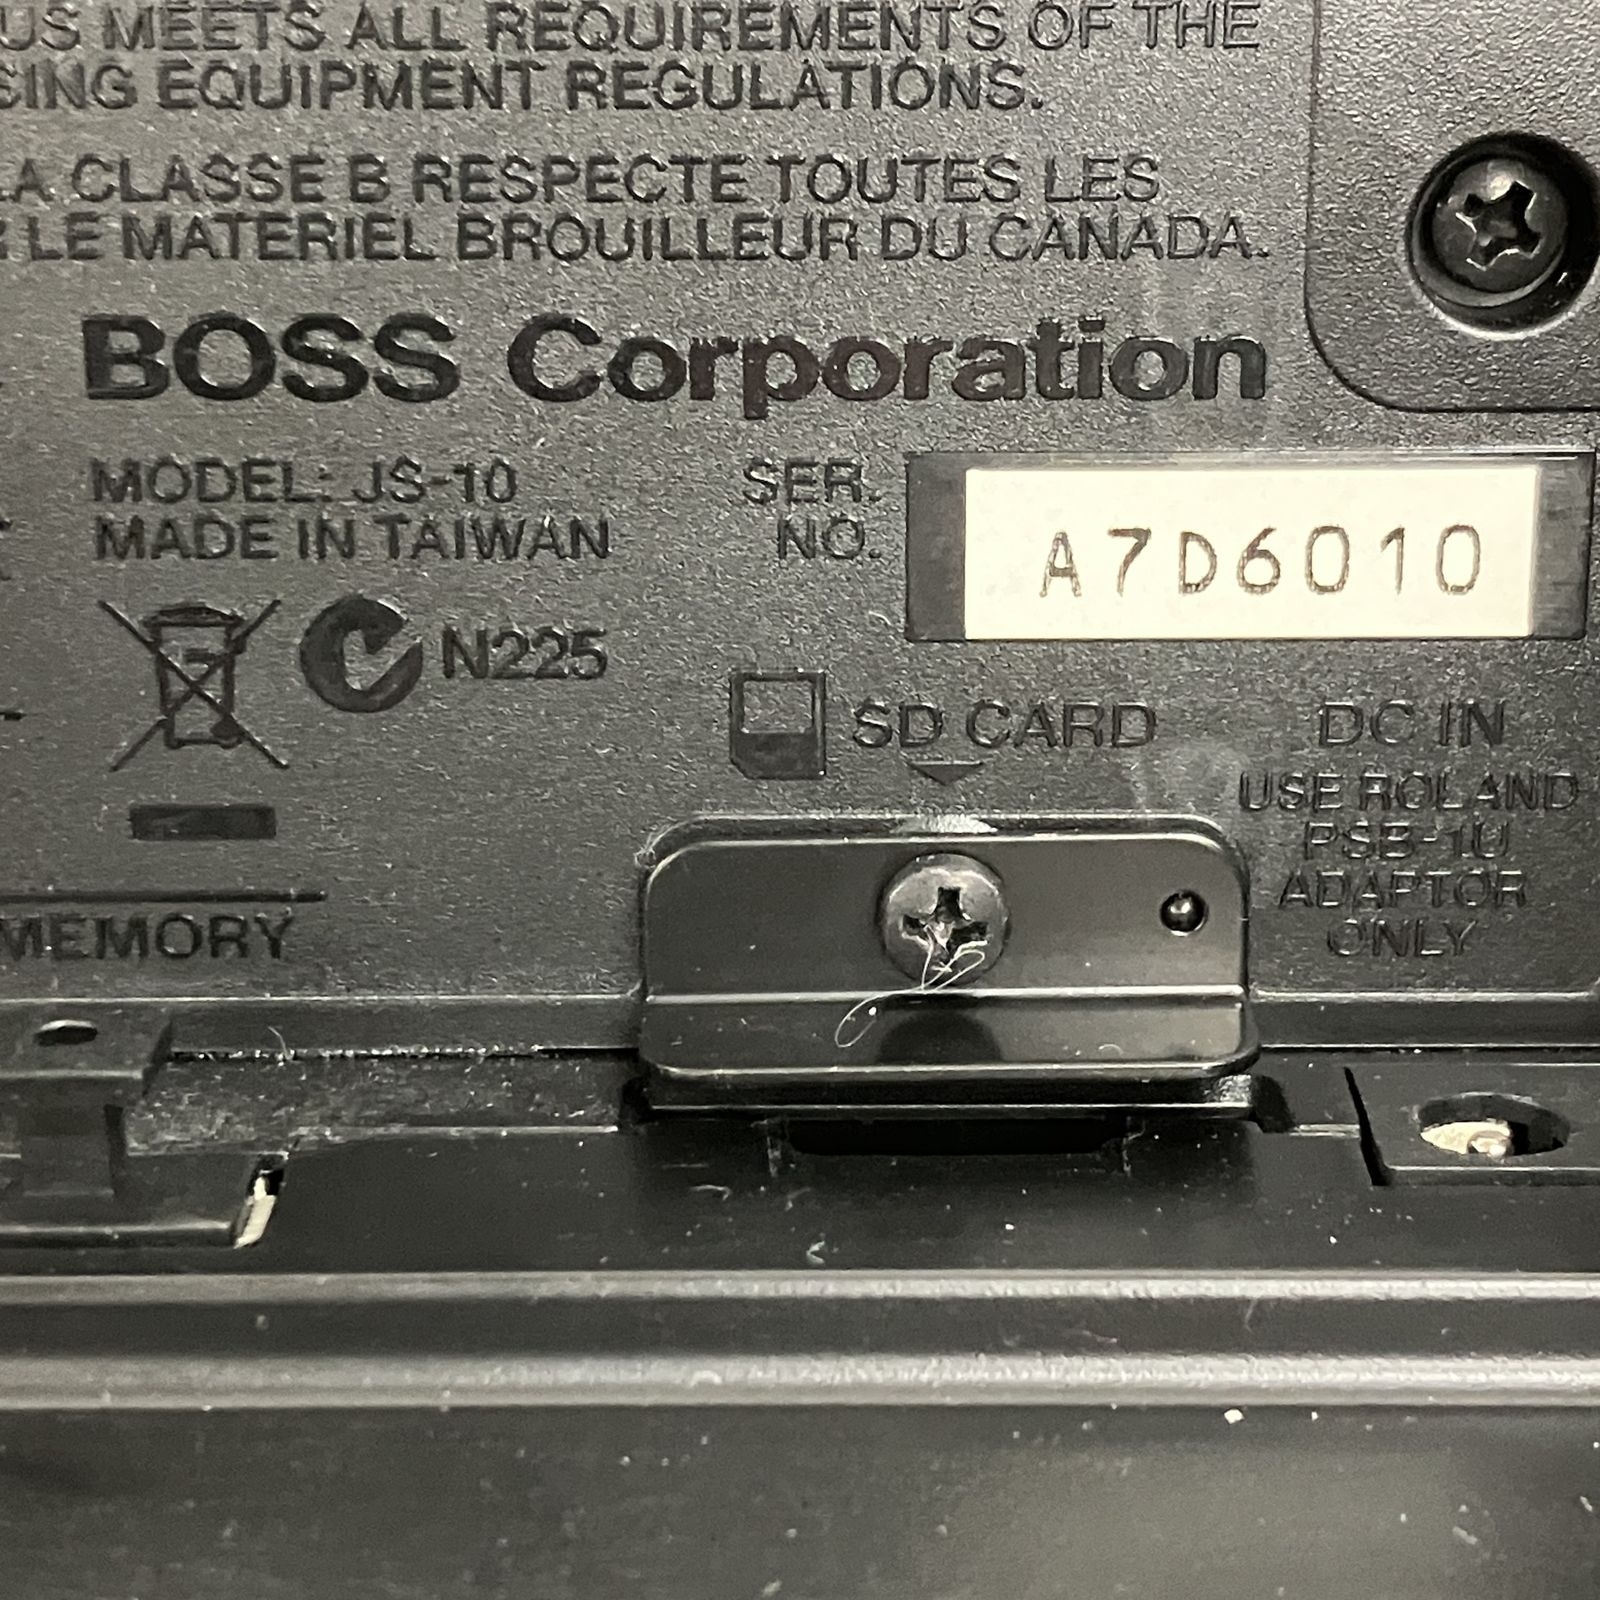 US MEETS ALL REQUIREMENTS OF THE
SING EQUIPMENT REGULATIONS.
LA CLASSE B RESPECTE TOUTES LES
R LE MATERIEL BROUILLEUR DU CANADA.
BOSS Corporation
MODEL: JS-10
MADE IN TAIWAN
SER.
NO.
A7D6010
N225
SD CARD
DC IN
USE ROLAND
PSB-1U
ADAPTOR
ONLY
MEMORY